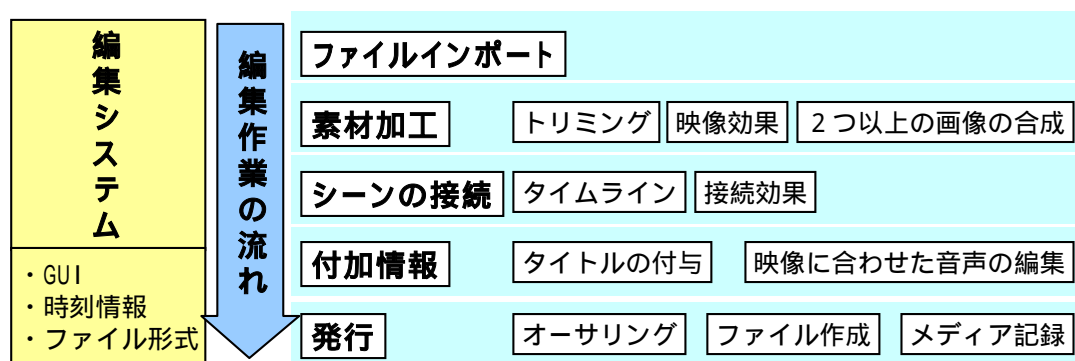 編集システム
・GUI
・時刻情報
・ファイル形式
編集作業の流れ
ファイルインポート
素材加工 トリミング 映像効果 2つ以上の画像の合成
シーンの接続 タイムライン 接続効果
付加情報 タイトルの付与 映像に合わせた音声の編集
発行 オーサリング ファイル作成 メディア記録